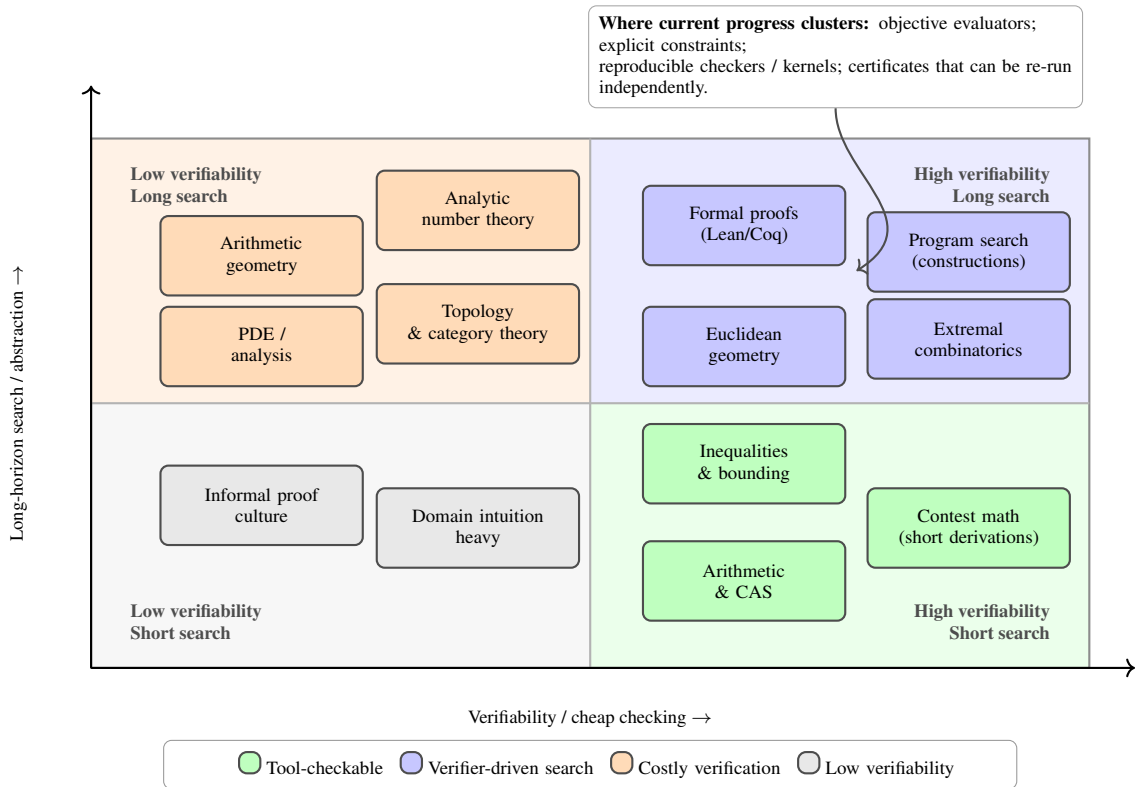 Where current progress clusters: objective evaluators;
explicit constraints;
reproducible checkers / kernels; certificates that can be re-run
independently.
Low verifiability
Long search
High verifiability
Long search
Analytic
number theory
Formal proofs
(Lean/Coq)
Arithmetic
geometry
Program search
(constructions)
Topology
& category theory
PDE /
analysis
Euclidean
geometry
Extremal
combinatorics
Long-horizon search / abstraction →
Inequalities
& bounding
Informal proof
culture
Domain intuition
heavy
Contest math
(short derivations)
Arithmetic
& CAS
Low verifiability
Short search
High verifiability
Short search
Verifiability / cheap checking →
Tool-checkable
Verifier-driven search
Costly verification
Low verifiability